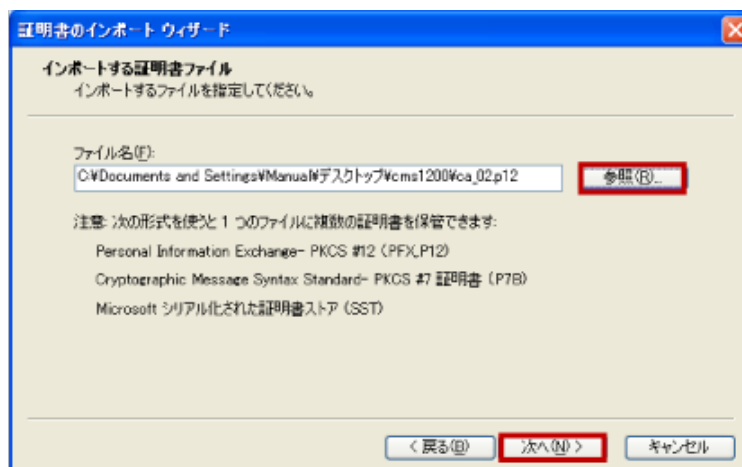 証明書のインポート ウィザード
インポートする証明書ファイル
インポートするファイルを指定してください。
ファイル名(F):
C:¥Documents and Settings¥Manual¥デスクトップ¥cms1200¥ca_02.p12
参照(R)...
注意: 次の形式を使うと 1 つのファイルに複数の証明書を保管できます:
Personal Information Exchange- PKCS #12 (PFX,P12)
Cryptographic Message Syntax Standard- PKCS #7 証明書 (P7B)
Microsoft シリアル化された証明書ストア (SST)
< 戻る(B) 次へ(N) > キャンセル